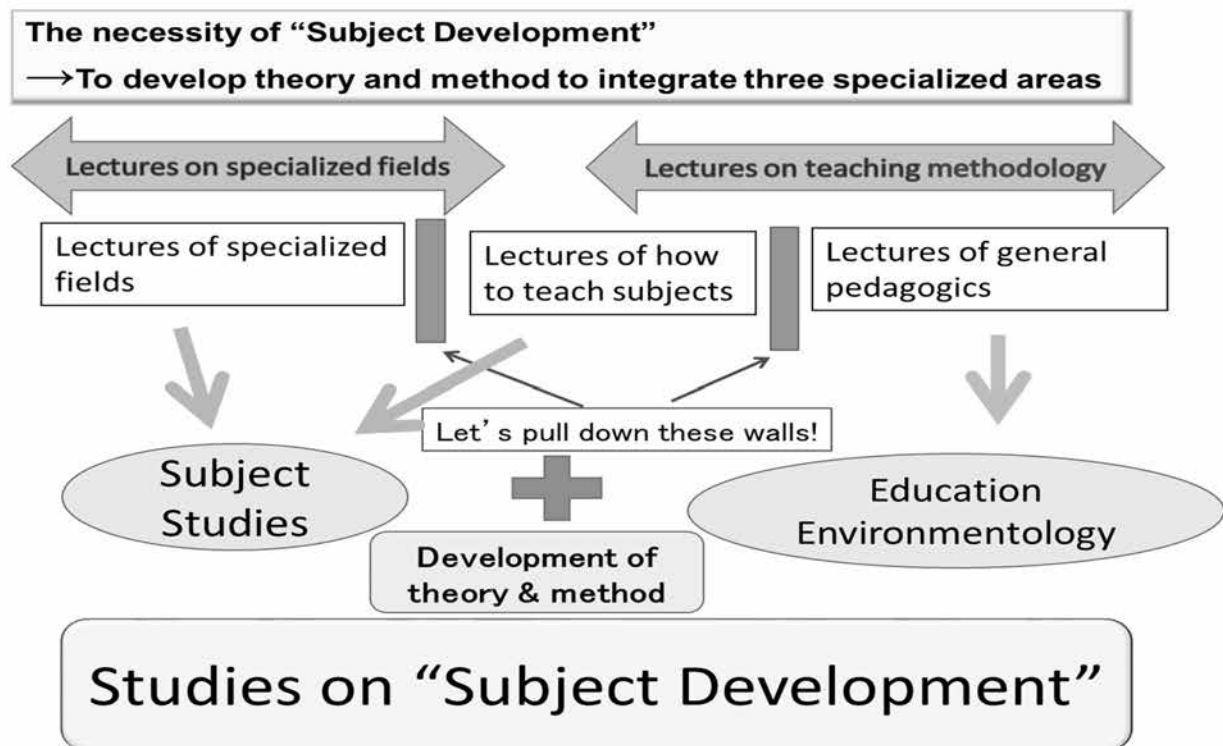 The necessity of “Subject Development”
→To develop theory and method to integrate three specialized areas
Lectures on specialized fields
Lectures on teaching methodology
Lectures of specialized
fields
Lectures of how
to teach subjects
Lectures of general
pedagogics
Let’s pull down these walls!
Subject
Studies
Education
Environmentology
Development of
theory & method
Studies on “Subject Development”